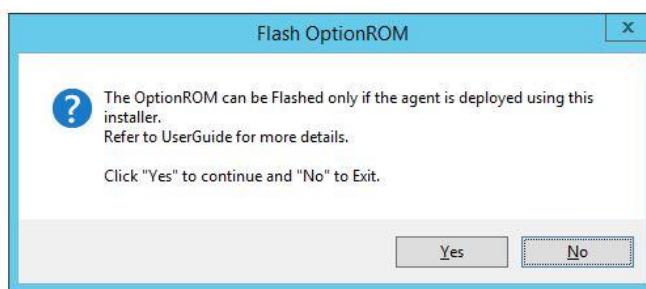 Flash OptionROM
x
?
The OptionROM can be Flashed only if the agent is deployed using this
installer.
Refer to UserGuide for more details.
Click "Yes" to continue and "No" to Exit.
Yes
No